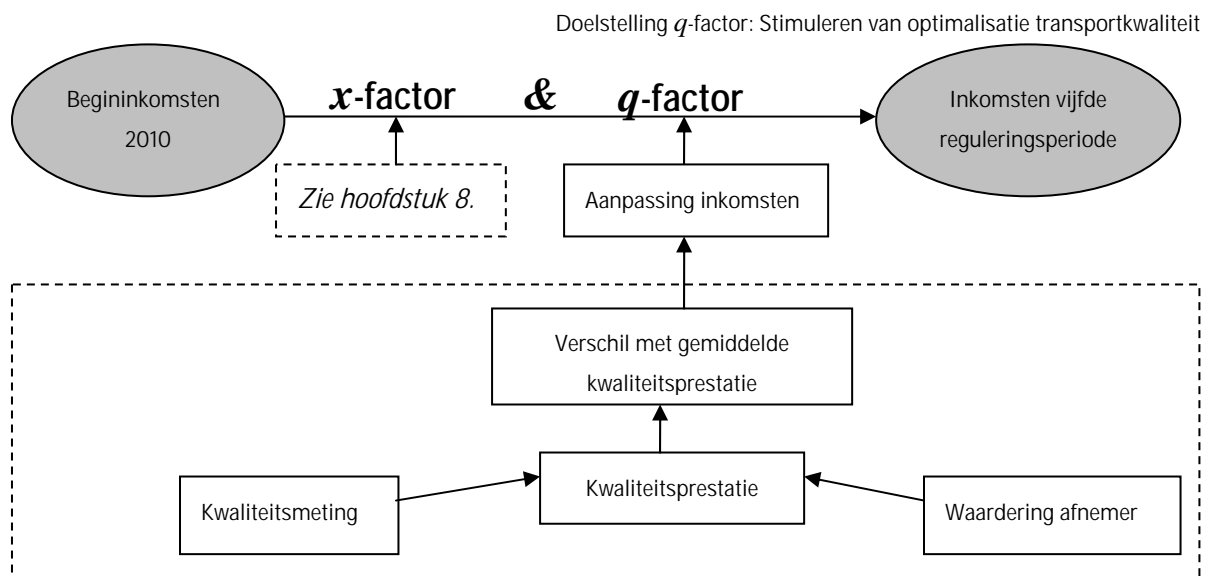 Doelstelling q-factor: Stimuleren van optimalisatie transportkwaliteit
Begininkomsten
2010
x-factor & q-factor
Inkomsten vijfde
reguleringsperiode
Zie hoofdstuk 8.
Aanpassing inkomsten
Verschil met gemiddelde
kwaliteitsprestatie
Kwaliteitsmeting
Kwaliteitsprestatie
Waardering afnemer